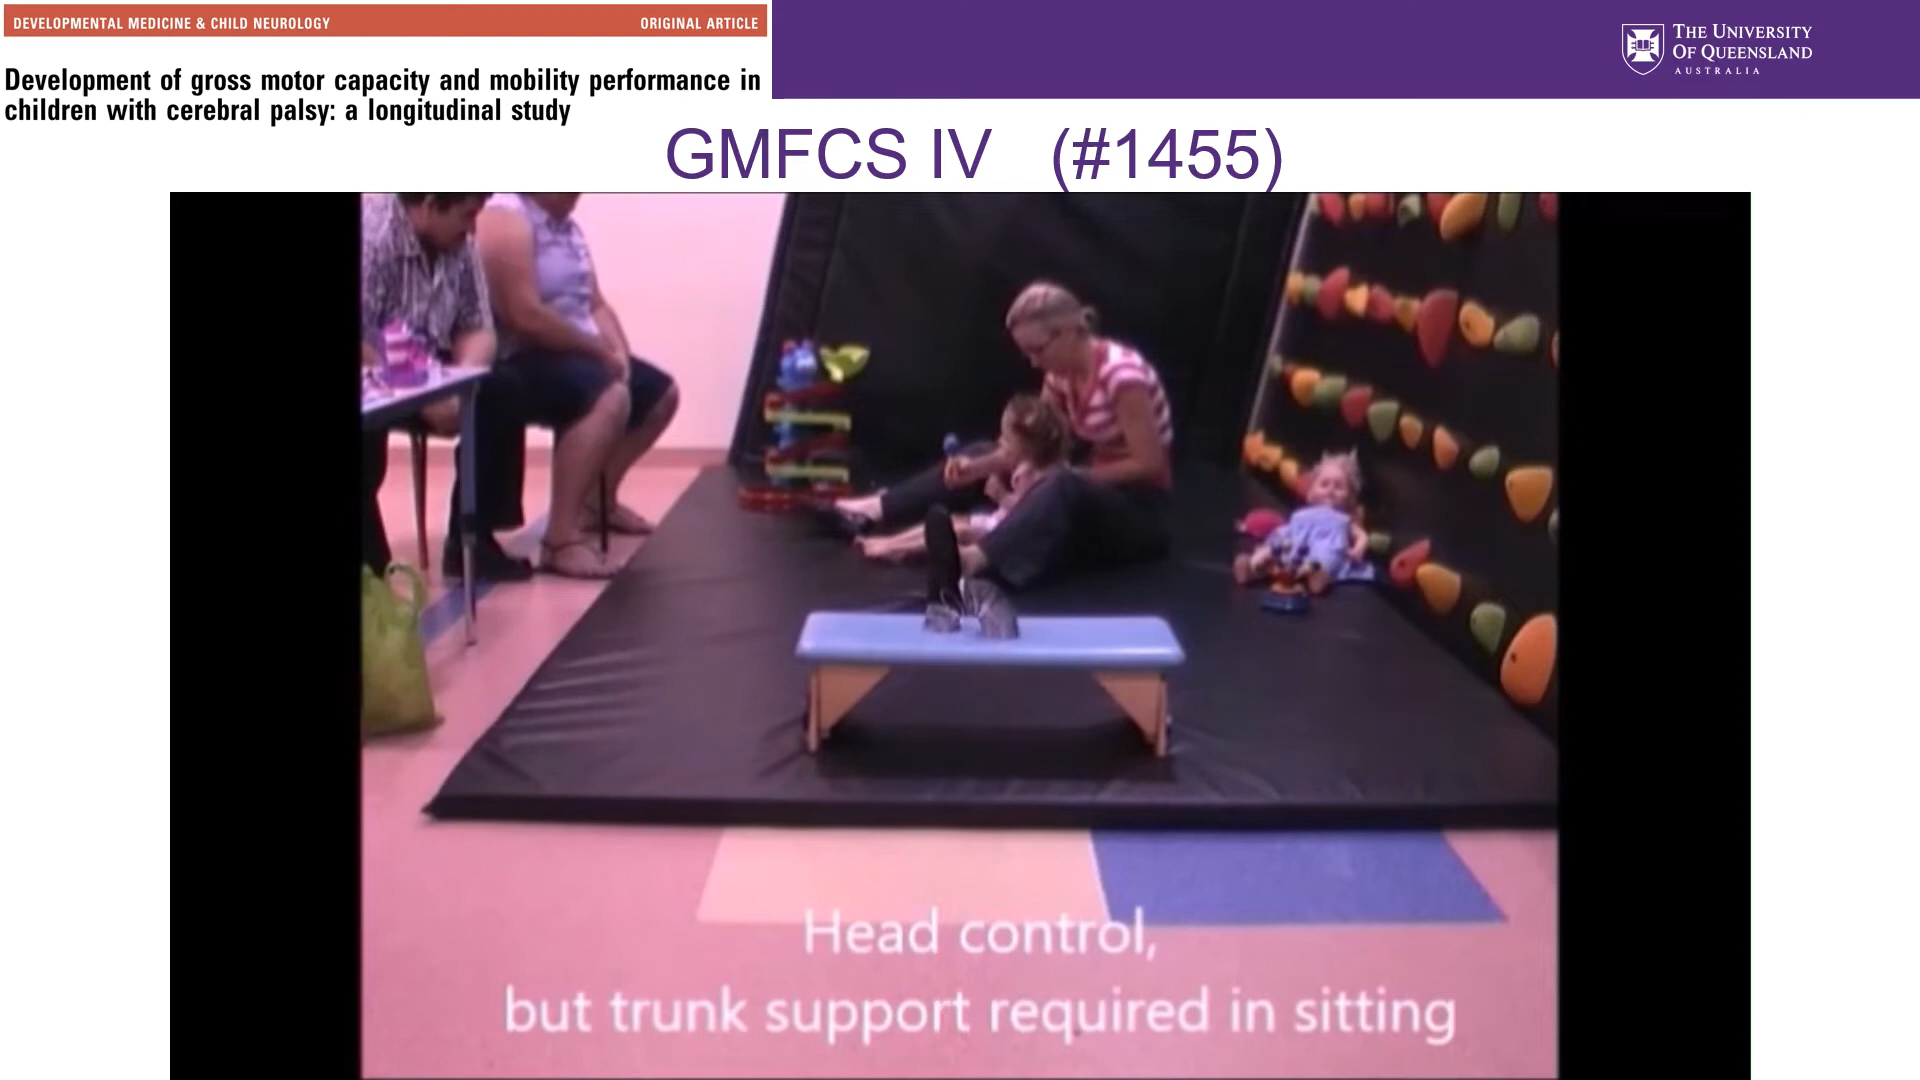 DEVELOPMENTAL MEDICINE & CHILD NEUROLOGY ORIGINAL ARTICLE
Development of gross motor capacity and mobility performance in
children with cerebral palsy: a longitudinal study
THE UNIVERSITY
OF QUEENSLAND
AUSTRALIA
GMFCS IV (#1455)
Head control,
but trunk support required in sitting